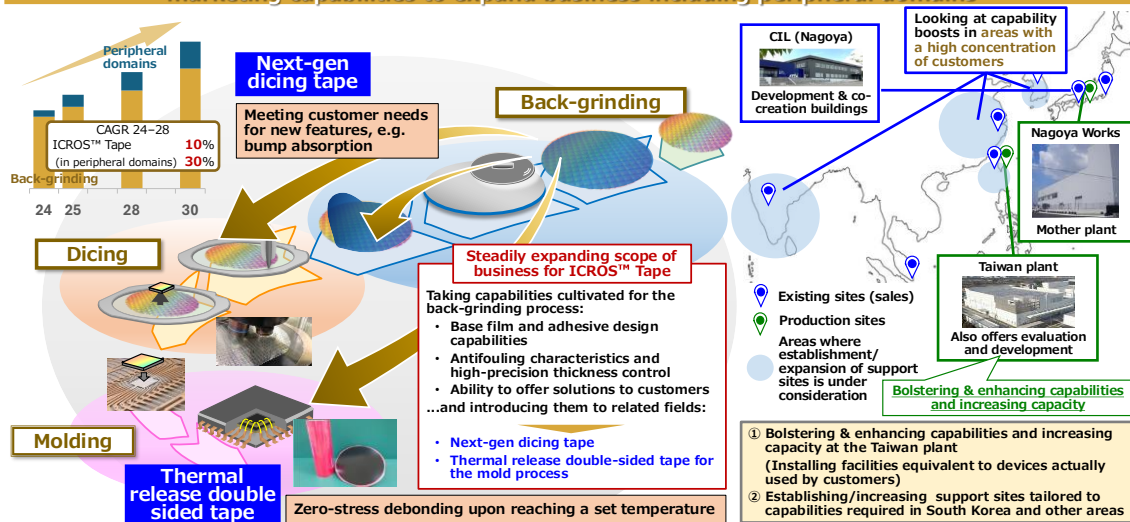 marketing capabilities to expand business including peripheral domains
Peripheral
domains
CAGR 24–28
ICROS™ Tape 10%
(in peripheral domains) 30%
Back-grinding
24 25 28 30
Next-gen
dicing tape
Meeting customer needs
for new features, e.g.
bump absorption
Back-grinding
Dicing
Molding
Thermal
release double
sided tape
Zero-stress debonding upon reaching a set temperature
Steadily expanding scope of
business for ICROS™ Tape
Taking capabilities cultivated for the
back-grinding process:
• Base film and adhesive design
capabilities
• Antifouling characteristics and
high-precision thickness control
• Ability to offer solutions to customers
...and introducing them to related fields:
• Next-gen dicing tape
• Thermal release double-sided tape for
the mold process
CIL (Nagoya)
Development & co-
creation buildings
Looking at capability
boosts in areas with
a high concentration
of customers
Nagoya Works
Mother plant
Taiwan plant
Also offers evaluation
and development
Existing sites (sales)
Production sites
Areas where
establishment/
expansion of support
sites is under
consideration
Bolstering & enhancing capabilities
and increasing capacity
① Bolstering & enhancing capabilities and increasing
capacity at the Taiwan plant
(Installing facilities equivalent to devices actually
used by customers)
② Establishing/increasing support sites tailored to
capabilities required in South Korea and other areas